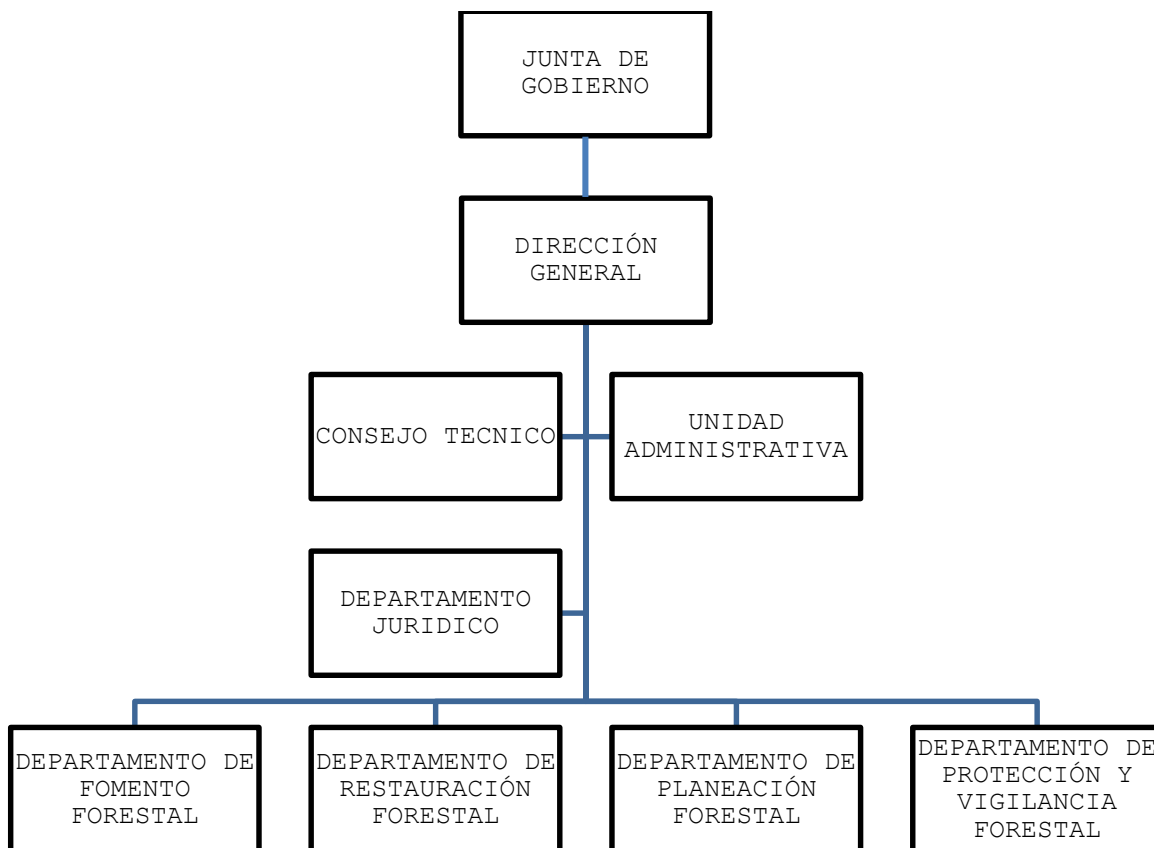 JUNTA DE
GOBIERNO
DIRECCIÓN
GENERAL
CONSEJO TECNICO
UNIDAD
ADMINISTRATIVA
DEPARTAMENTO
JURIDICO
DEPARTAMENTO DE
FOMENTO
FORESTAL
DEPARTAMENTO DE
RESTAURACIÓN
FORESTAL
DEPARTAMENTO DE
PLANEACIÓN
FORESTAL
DEPARTAMENTO DE
PROTECCIÓN Y
VIGILANCIA
FORESTAL